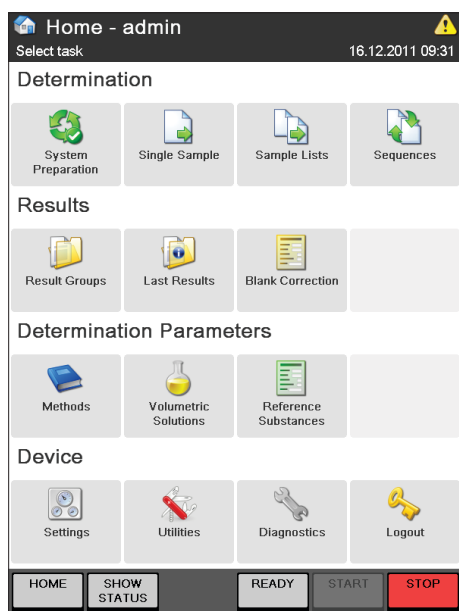 Home - admin
Select task 16.12.2011 09:31
Determination
System Preparation
Single Sample
Sample Lists
Sequences
Results
Result Groups
Last Results
Blank Correction
Determination Parameters
Methods
Volumetric Solutions
Reference Substances
Device
Settings
Utilities
Diagnostics
Logout
HOME
SHOW STATUS
READY
START
STOP